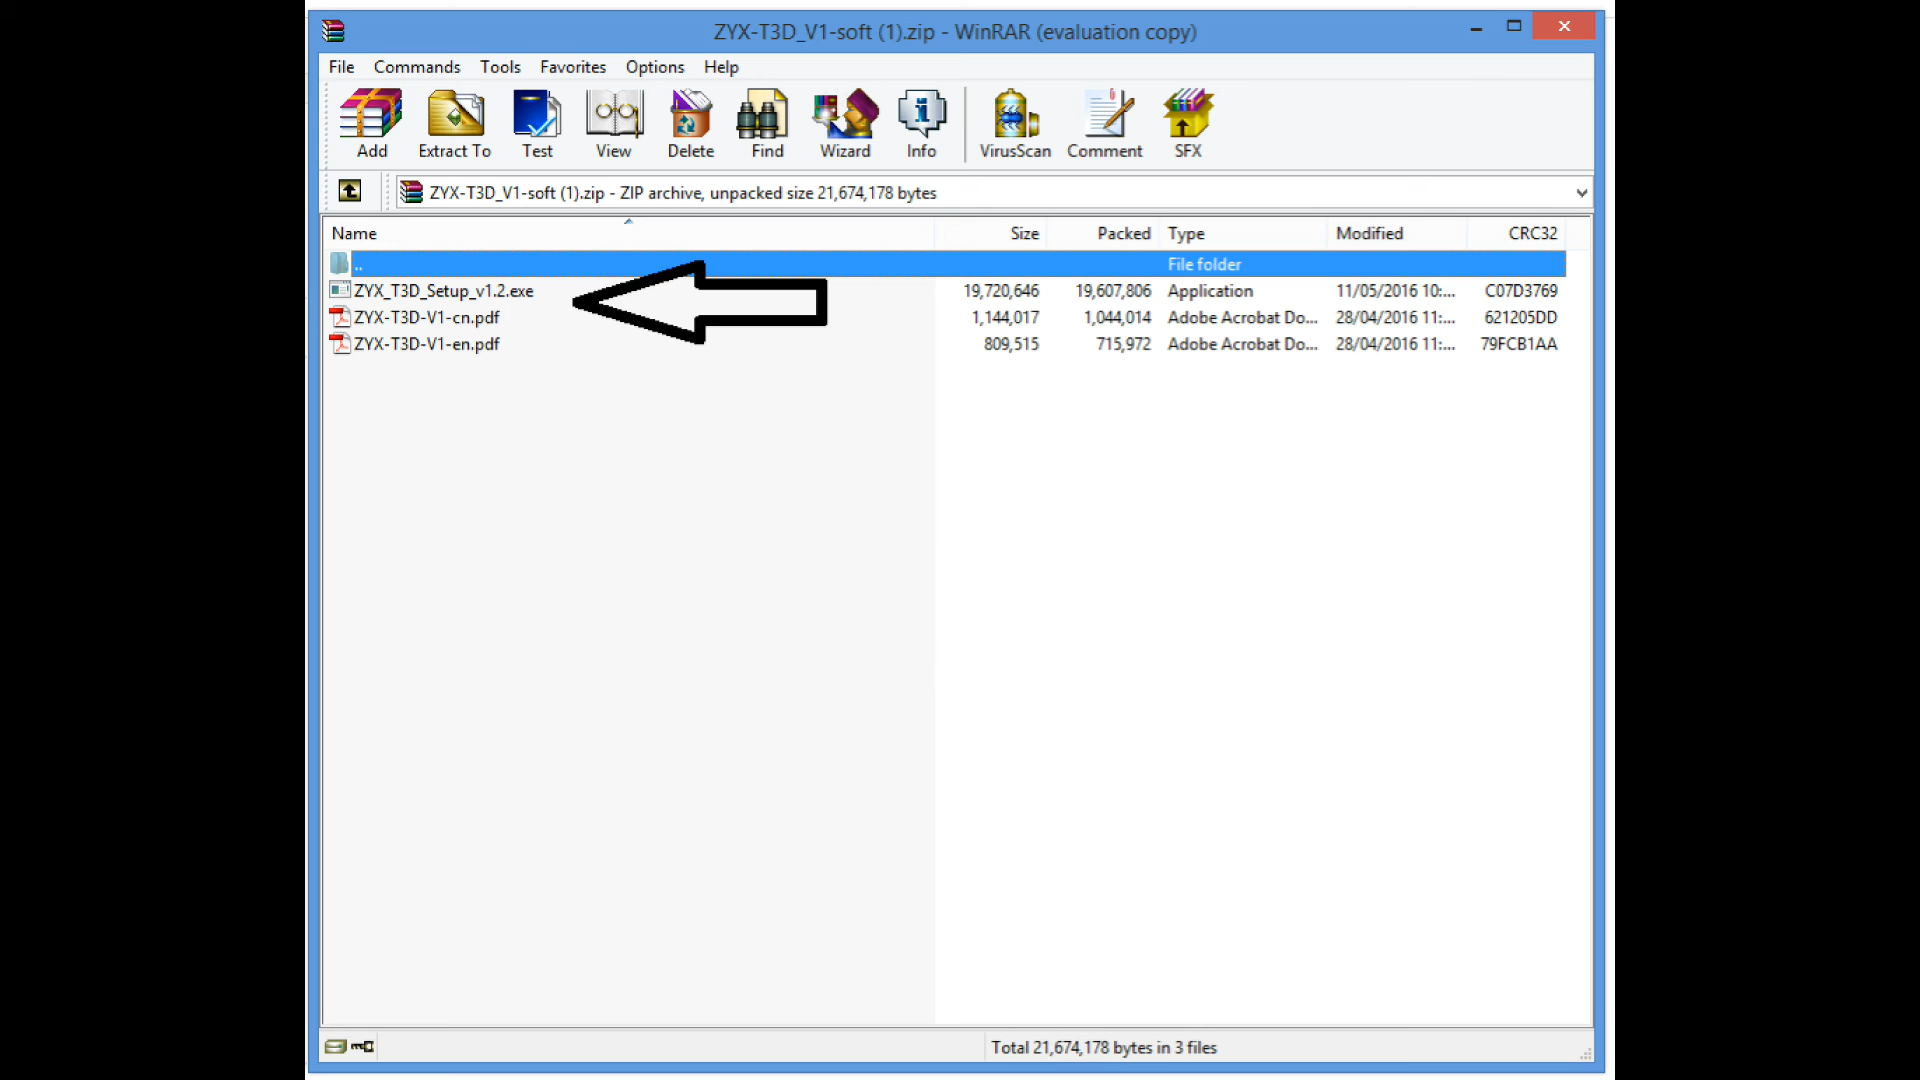 ZYX-T3D_V1-soft (1).zip - WinRAR (evaluation copy)
File Commands Tools Favorites Options Help
Add Extract To Test View Delete Find Wizard Info VirusScan Comment SFX
ZYX-T3D_V1-soft (1).zip - ZIP archive, unpacked size 21,674,178 bytes
Name Size Packed Type Modified CRC32
.. File folder
ZYX_T3D_Setup_v1.2.exe 19,720,646 19,607,806 Application 11/05/2016 10:... C07D3769
ZYX-T3D-V1-cn.pdf 1,144,017 1,044,014 Adobe Acrobat Do... 28/04/2016 11:... 621205DD
ZYX-T3D-V1-en.pdf 809,515 715,972 Adobe Acrobat Do... 28/04/2016 11:... 79FCB1AA
Total 21,674,178 bytes in 3 files